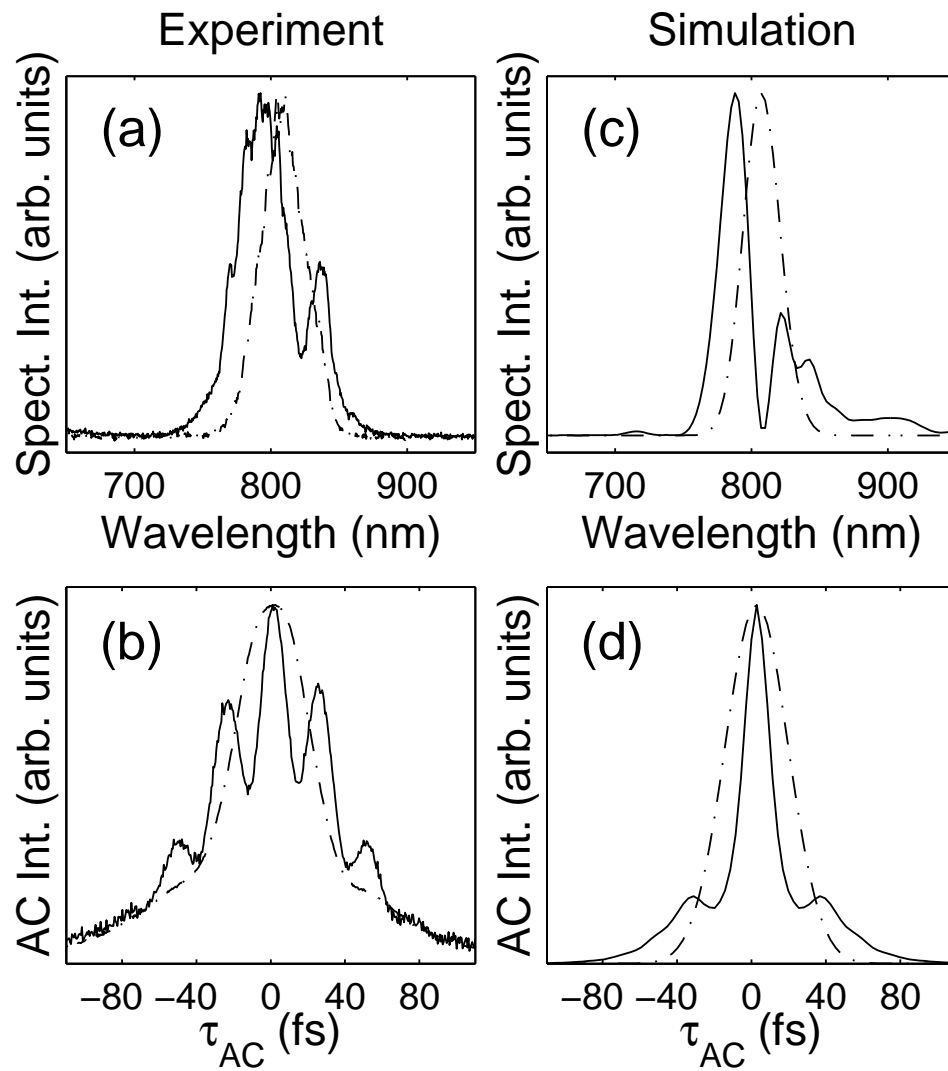 Experiment
Simulation
Spect. Int. (arb. units)
(a)
700 800 900
Wavelength (nm)
Spect. Int. (arb. units)
(c)
700 800 900
Wavelength (nm)
AC Int. (arb. units)
(b)
−80 −40 0 40 80
τAC (fs)
AC Int. (arb. units)
(d)
−80 −40 0 40 80
τAC (fs)